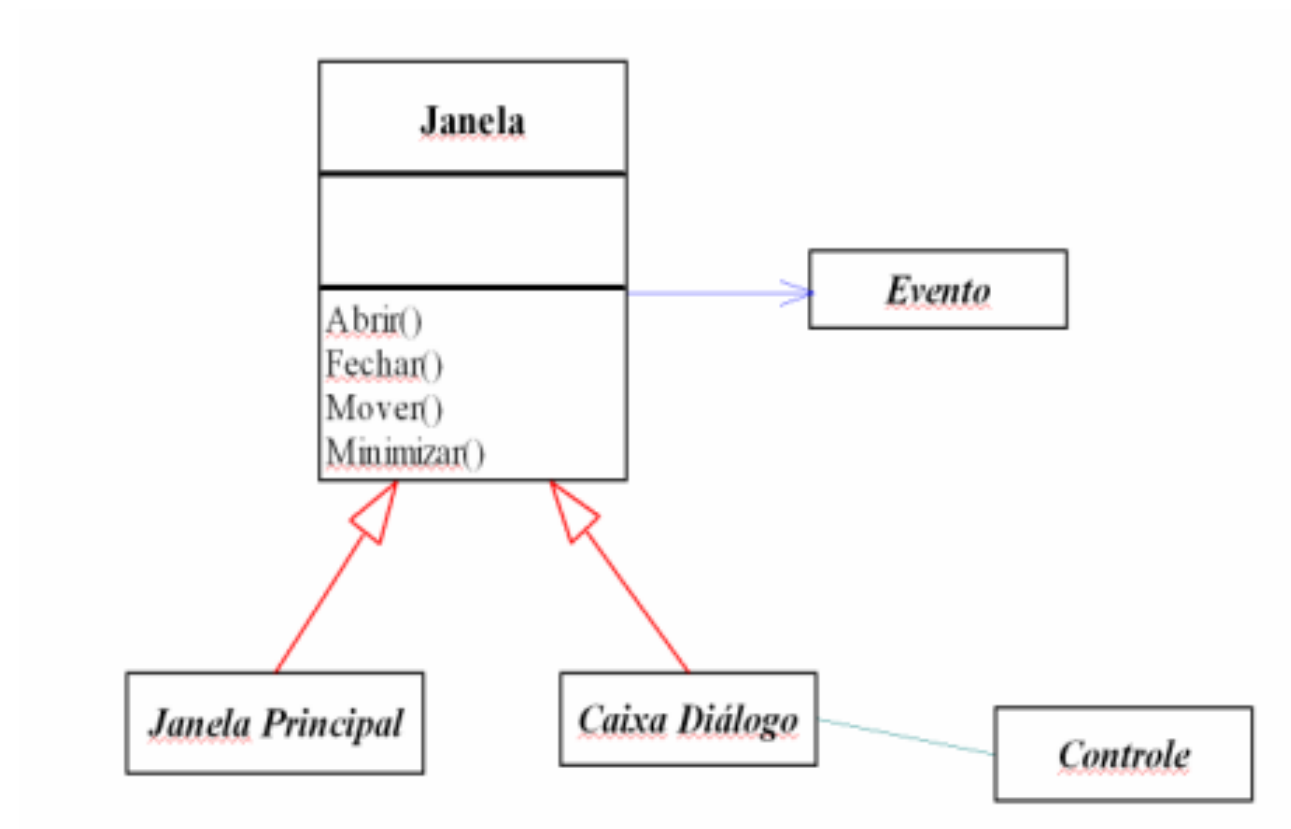 Janela
Evento
Abrir()
Fechar()
Mover()
Minimizar()
Janela Principal
Caixa Diálogo
Controle